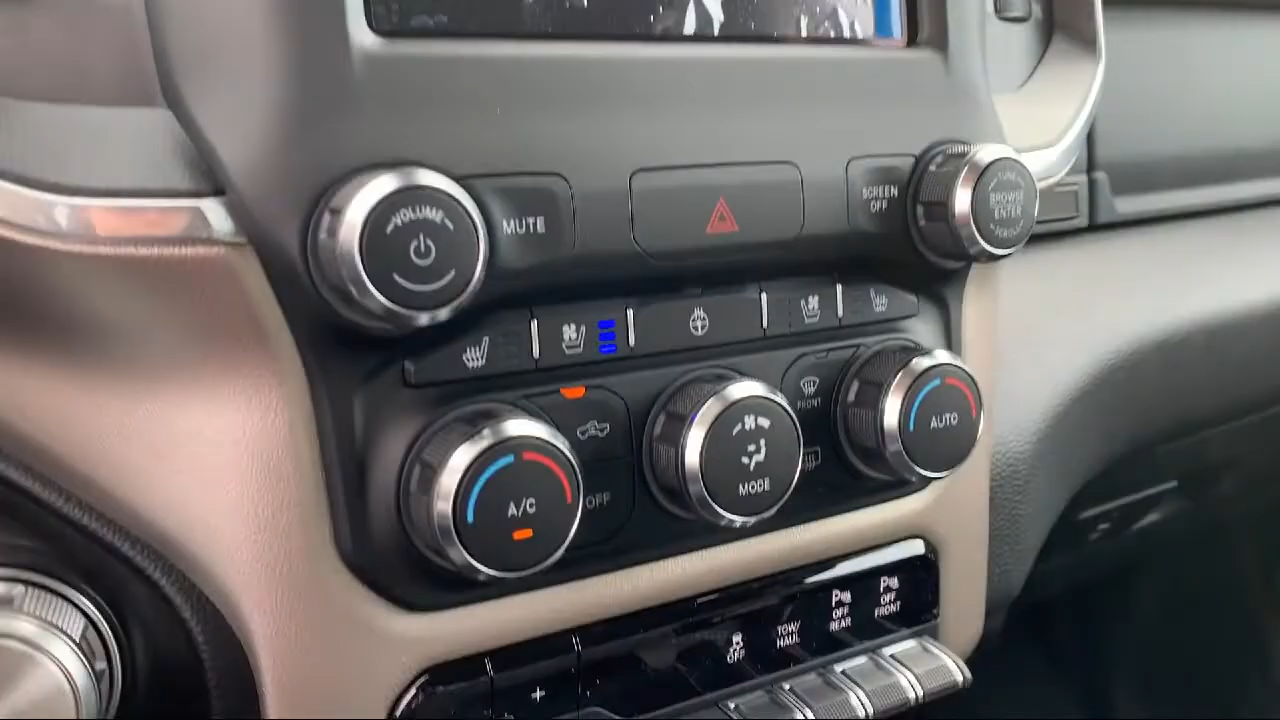 VOLUME
MUTE
SCREEN
OFF
TUNE
BROWSE
ENTER
SCROLL
FRONT
A/C
OFF
MODE
AUTO
OFF
TOW/
HAUL
P
OFF
REAR
P
OFF
FRONT
+